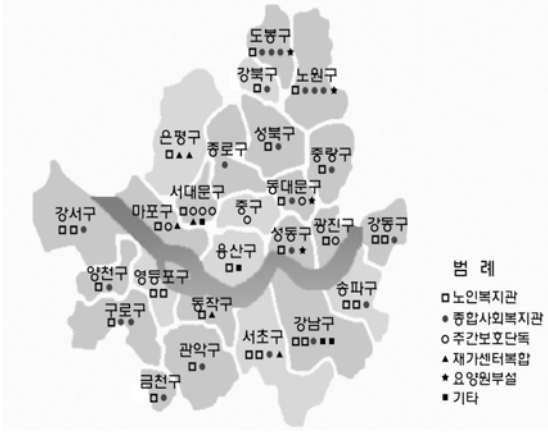 도봉구
□●●●★
강북구
□●
노원구
□●●●★
은평구
□▲▲
종로구
●
성북구
□●
중랑구
□●
서대문구
□○○○
▲■
중구
○
동대문구
□●○★
강서구
□□●
마포구
□○▲
용산구
□■
성동구
□●★
광진구
□□
강동구
□□●
양천구
□●
영등포구
□□
구로구
□●●
동작구
□▲
관악구
□●
금천구
□●
서초구
□□●▲
강남구
□□●■■
송파구
□□●
범 례
□노인복지관
●종합사회복지관
○주간보호단독
▲재가센터복합
★요양원부설
■기타